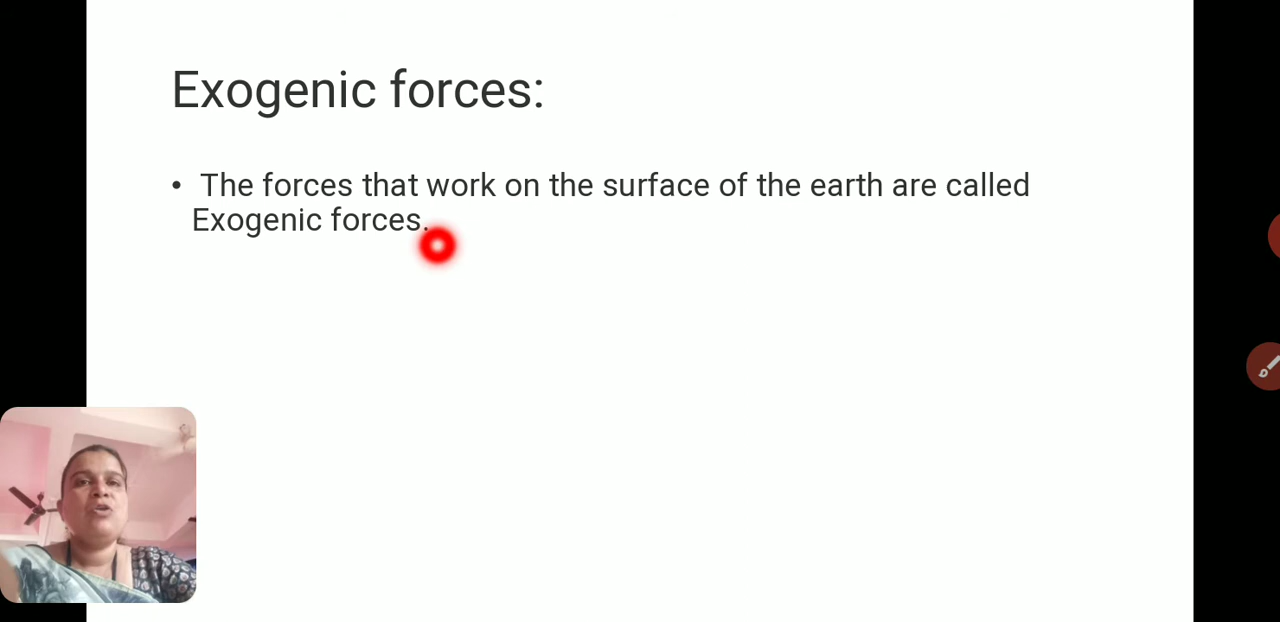 Exogenic forces:
• The forces that work on the surface of the earth are called
Exogenic forces.